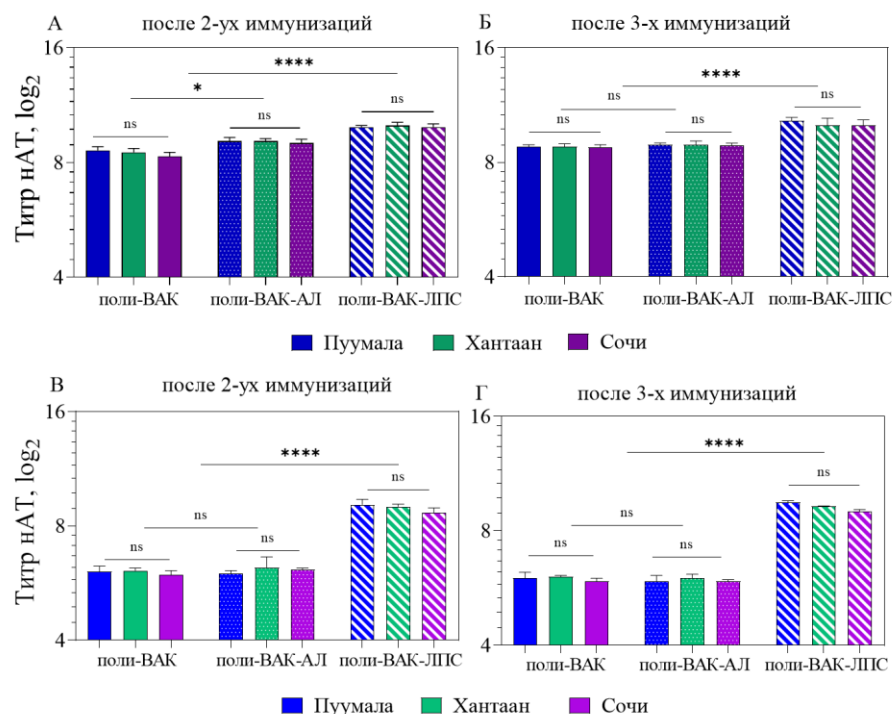 А
после 2-ух иммунизаций
Титр нАТ, log2
16
8
4
ns
ns
ns
*
****
поли-ВАК
поли-ВАК-АЛ
поли-ВАК-ЛПС
Б
после 3-х иммунизаций
16
8
4
ns
ns
ns
ns
****
поли-ВАК
поли-ВАК-АЛ
поли-ВАК-ЛПС
Пуумала
Хантаан
Сочи
В
после 2-ух иммунизаций
Титр нАТ, log2
16
8
4
ns
ns
ns
ns
****
поли-ВАК
поли-ВАК-АЛ
поли-ВАК-ЛПС
Г
после 3-х иммунизаций
16
8
4
ns
ns
ns
ns
****
поли-ВАК
поли-ВАК-АЛ
поли-ВАК-ЛПС
Пуумала
Хантаан
Сочи